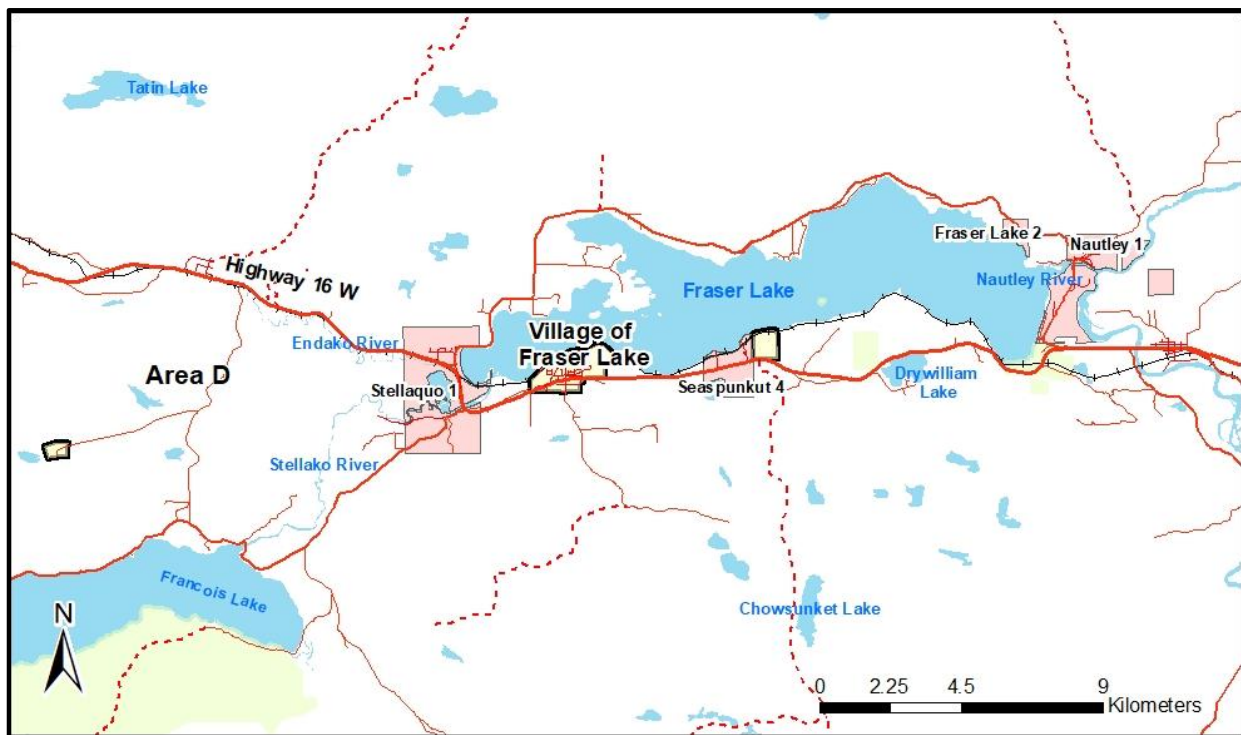 Tatin Lake
Fraser Lake 2
Nautley 1
Highway 16 W
Nautley River
Fraser Lake
Endako River
Village of
Fraser Lake
Area D
Stellaquo 1
Seaspunkut 4
Drywilliam
Lake
Stellako River
Francois Lake
Chowsunket Lake
N
0 2.25 4.5 9
Kilometers